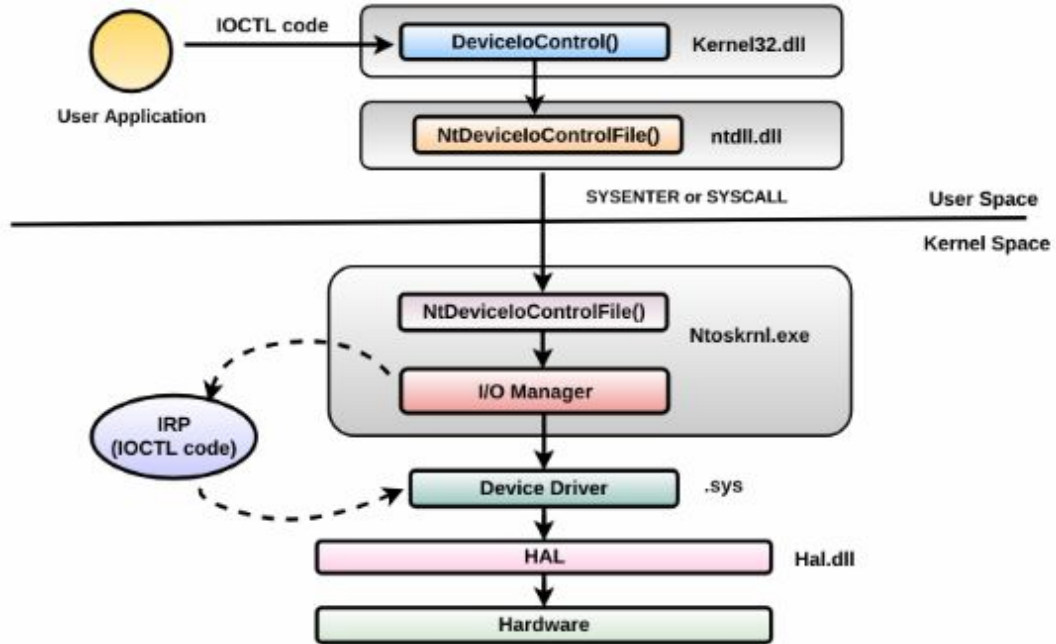 IOCTL code
DeviceIoControl()
Kernel32.dll
User Application
NtDeviceIoControlFile()
ntdll.dll
SYSENTER or SYSCALL
User Space
Kernel Space
NtDeviceIoControlFile()
Ntoskrnl.exe
I/O Manager
IRP
(IOCTL code)
Device Driver
.sys
HAL
Hal.dll
Hardware